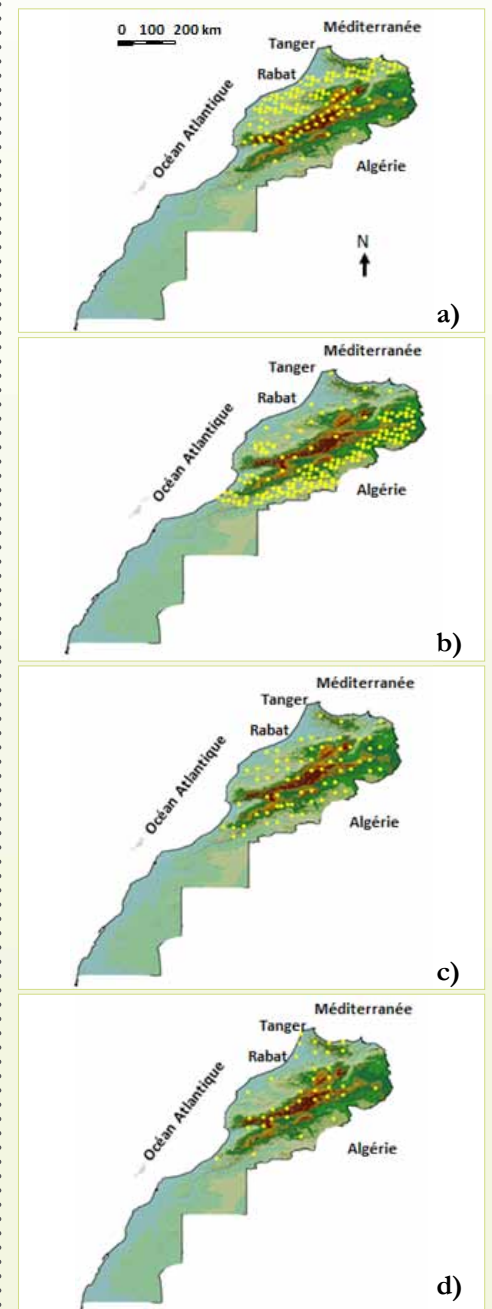 0 100 200 km
Méditerranée
Tanger
Rabat
Océan Atlantique
Algérie
N
a)
Méditerranée
Tanger
Rabat
Océan Atlantique
Algérie
b)
Méditerranée
Tanger
Rabat
Océan Atlantique
Algérie
c)
Méditerranée
Tanger
Rabat
Océan Atlantique
Algérie
d)